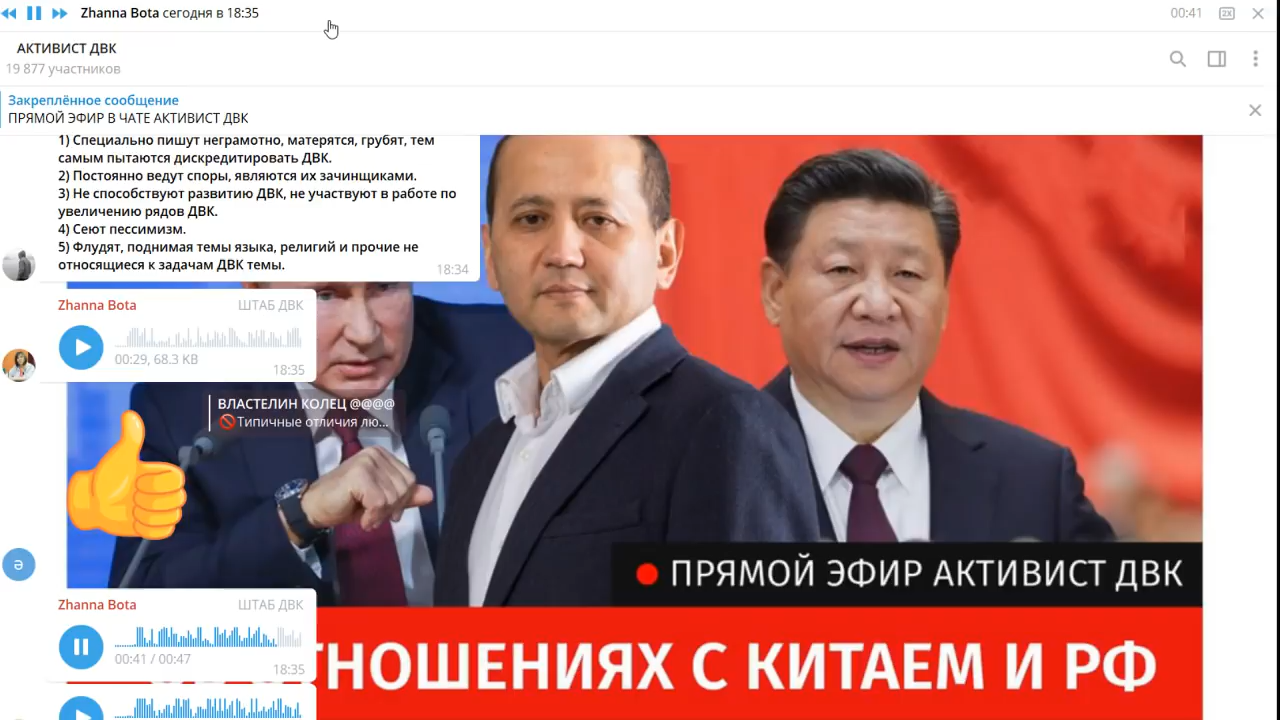 Zhanna Bota сегодня в 18:35
00:41
2X
АКТИВИСТ ДВК
19 877 участников
Закреплённое сообщение
ПРЯМОЙ ЭФИР В ЧАТЕ АКТИВИСТ ДВК
1) Специально пишут неграмотно, матерятся, грубят, тем
самым пытаются дискредитировать ДВК.
2) Постоянно ведут споры, являются их зачинщиками.
3) Не способствуют развитию ДВК, не участвуют в работе по
увеличению рядов ДВК.
4) Сеют пессимизм.
5) Флудят, поднимая темы языка, религий и прочие не
относящиеся к задачам ДВК темы.
18:34
Zhanna Bota
ШТАБ ДВК
00:29, 68.3 KB
18:35
ВЛАСТЕЛИН КОЛЕЦ @@@@
🚫Типичные отличия лю...
ә
ПРЯМОЙ ЭФИР АКТИВИСТ ДВК
Zhanna Bota
ШТАБ ДВК
00:41 / 00:47
18:35
ТНОШЕНИЯХ С КИТАЕМ И РФ